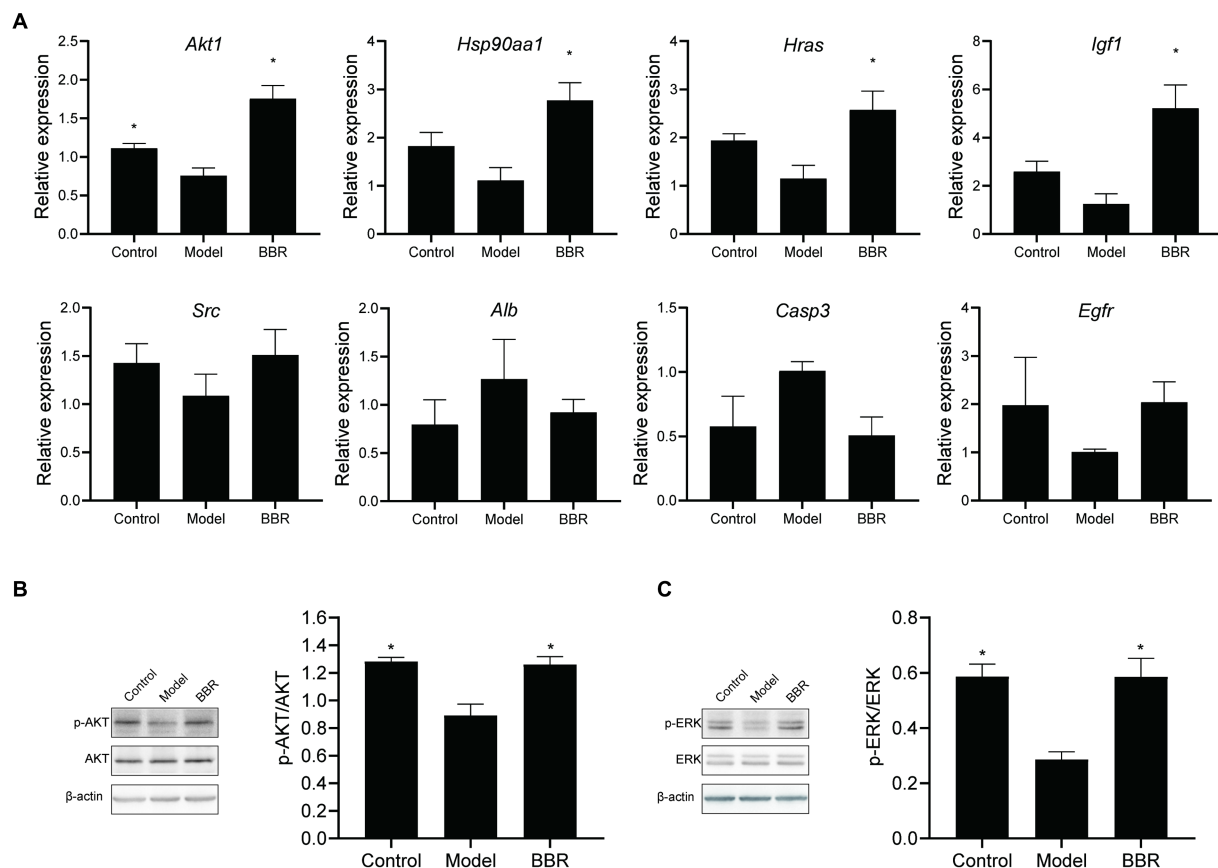 A
Akt1
Relative expression
2.5
2.0
1.5
1.0
0.5
0.0
*
*
Control
Model
BBR
Hsp90aa1
Relative expression
4
3
2
1
0
*
Control
Model
BBR
Hras
Relative expression
4
3
2
1
0
*
Control
Model
BBR
Igf1
Relative expression
8
6
4
2
0
*
Control
Model
BBR
Src
Relative expression
2.0
1.5
1.0
0.5
0.0
Control
Model
BBR
Alb
Relative expression
2.0
1.5
1.0
0.5
0.0
Control
Model
BBR
Casp3
Relative expression
1.5
1.0
0.5
0.0
Control
Model
BBR
Egfr
Relative expression
4
3
2
1
0
Control
Model
BBR
B
Control
Model
BBR
p-AKT
AKT
β-actin
p-AKT/AKT
1.6
1.4
1.2
1.0
0.8
0.6
0.4
0.2
0.0
*
*
Control
Model
BBR
C
Control
Model
BBR
p-ERK
ERK
β-actin
p-ERK/ERK
0.8
0.6
0.4
0.2
0.0
*
*
Control
Model
BBR